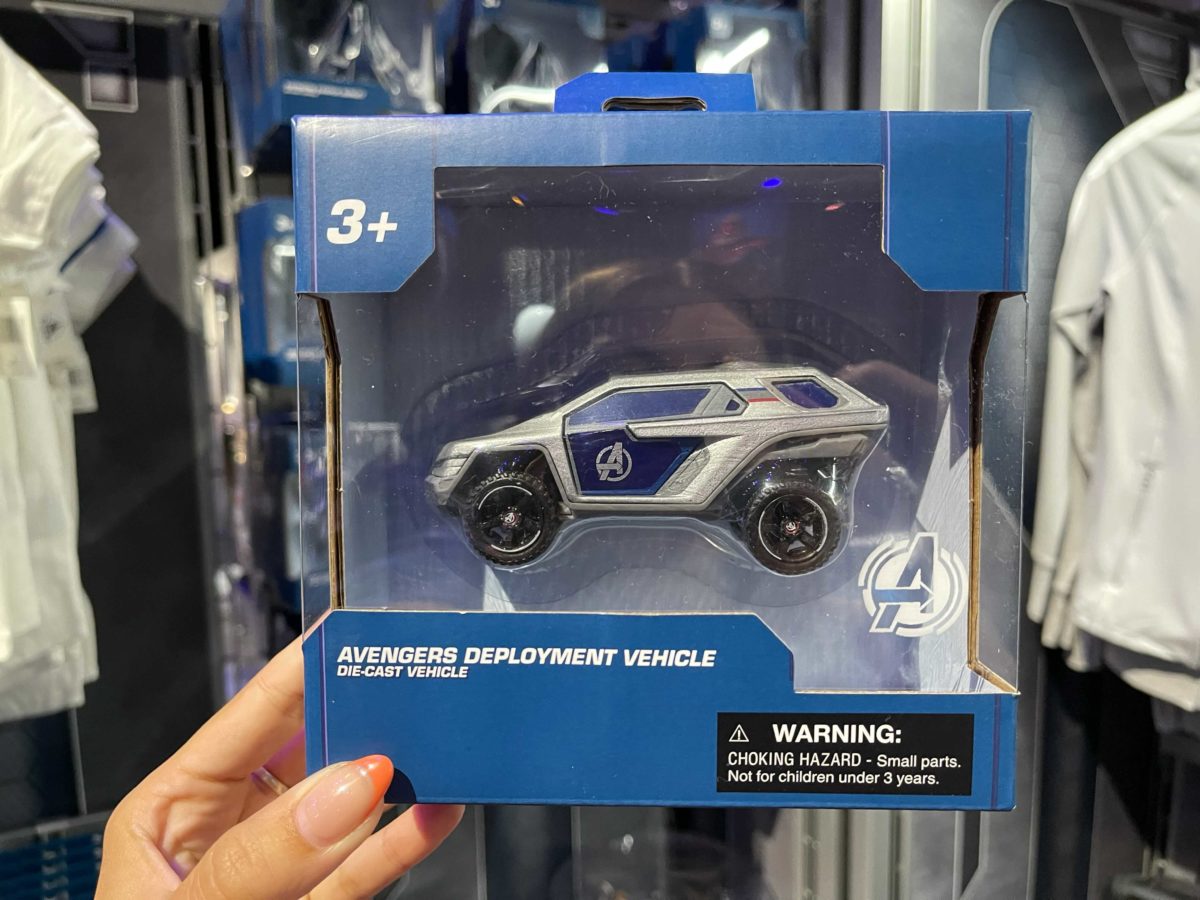 3+
AVENGERS DEPLOYMENT VEHICLE
DIE-CAST VEHICLE
⚠ WARNING:
CHOKING HAZARD - Small parts.
Not for children under 3 years.